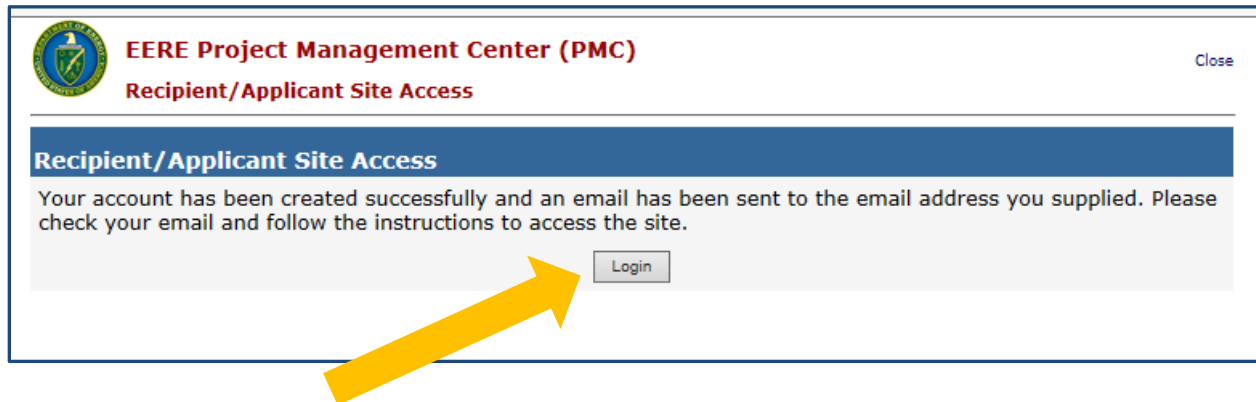 EERE Project Management Center (PMC)
Close
Recipient/Applicant Site Access
Recipient/Applicant Site Access
Your account has been created successfully and an email has been sent to the email address you supplied. Please
check your email and follow the instructions to access the site.
Login